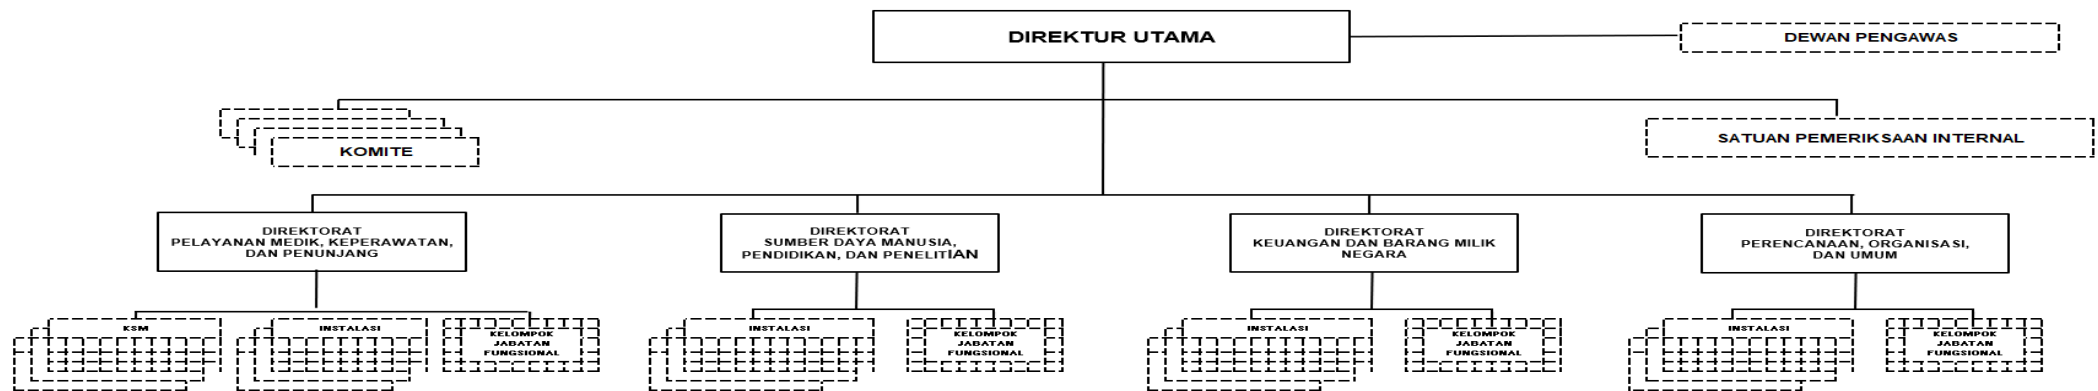 DIREKTUR UTAMA
DEWAN PENGAWAS
KOMITE
SATUAN PEMERIKSAAN INTERNAL
DIREKTORAT
PELAYANAN MEDIK, KEPERAWATAN,
DAN PENUNJANG
DIREKTORAT
SUMBER DAYA MANUSIA,
PENDIDIKAN, DAN PENELITIAN
DIREKTORAT
KEUANGAN DAN BARANG MILIK
NEGARA
DIREKTORAT
PERENCANAAN, ORGANISASI,
DAN UMUM
KSM
INSTALASI
KELOMPOK
JABATAN
FUNGSIONAL
INSTALASI
KELOMPOK
JABATAN
FUNGSIONAL
INSTALASI
KELOMPOK
JABATAN
FUNGSIONAL
INSTALASI
KELOMPOK
JABATAN
FUNGSIONAL